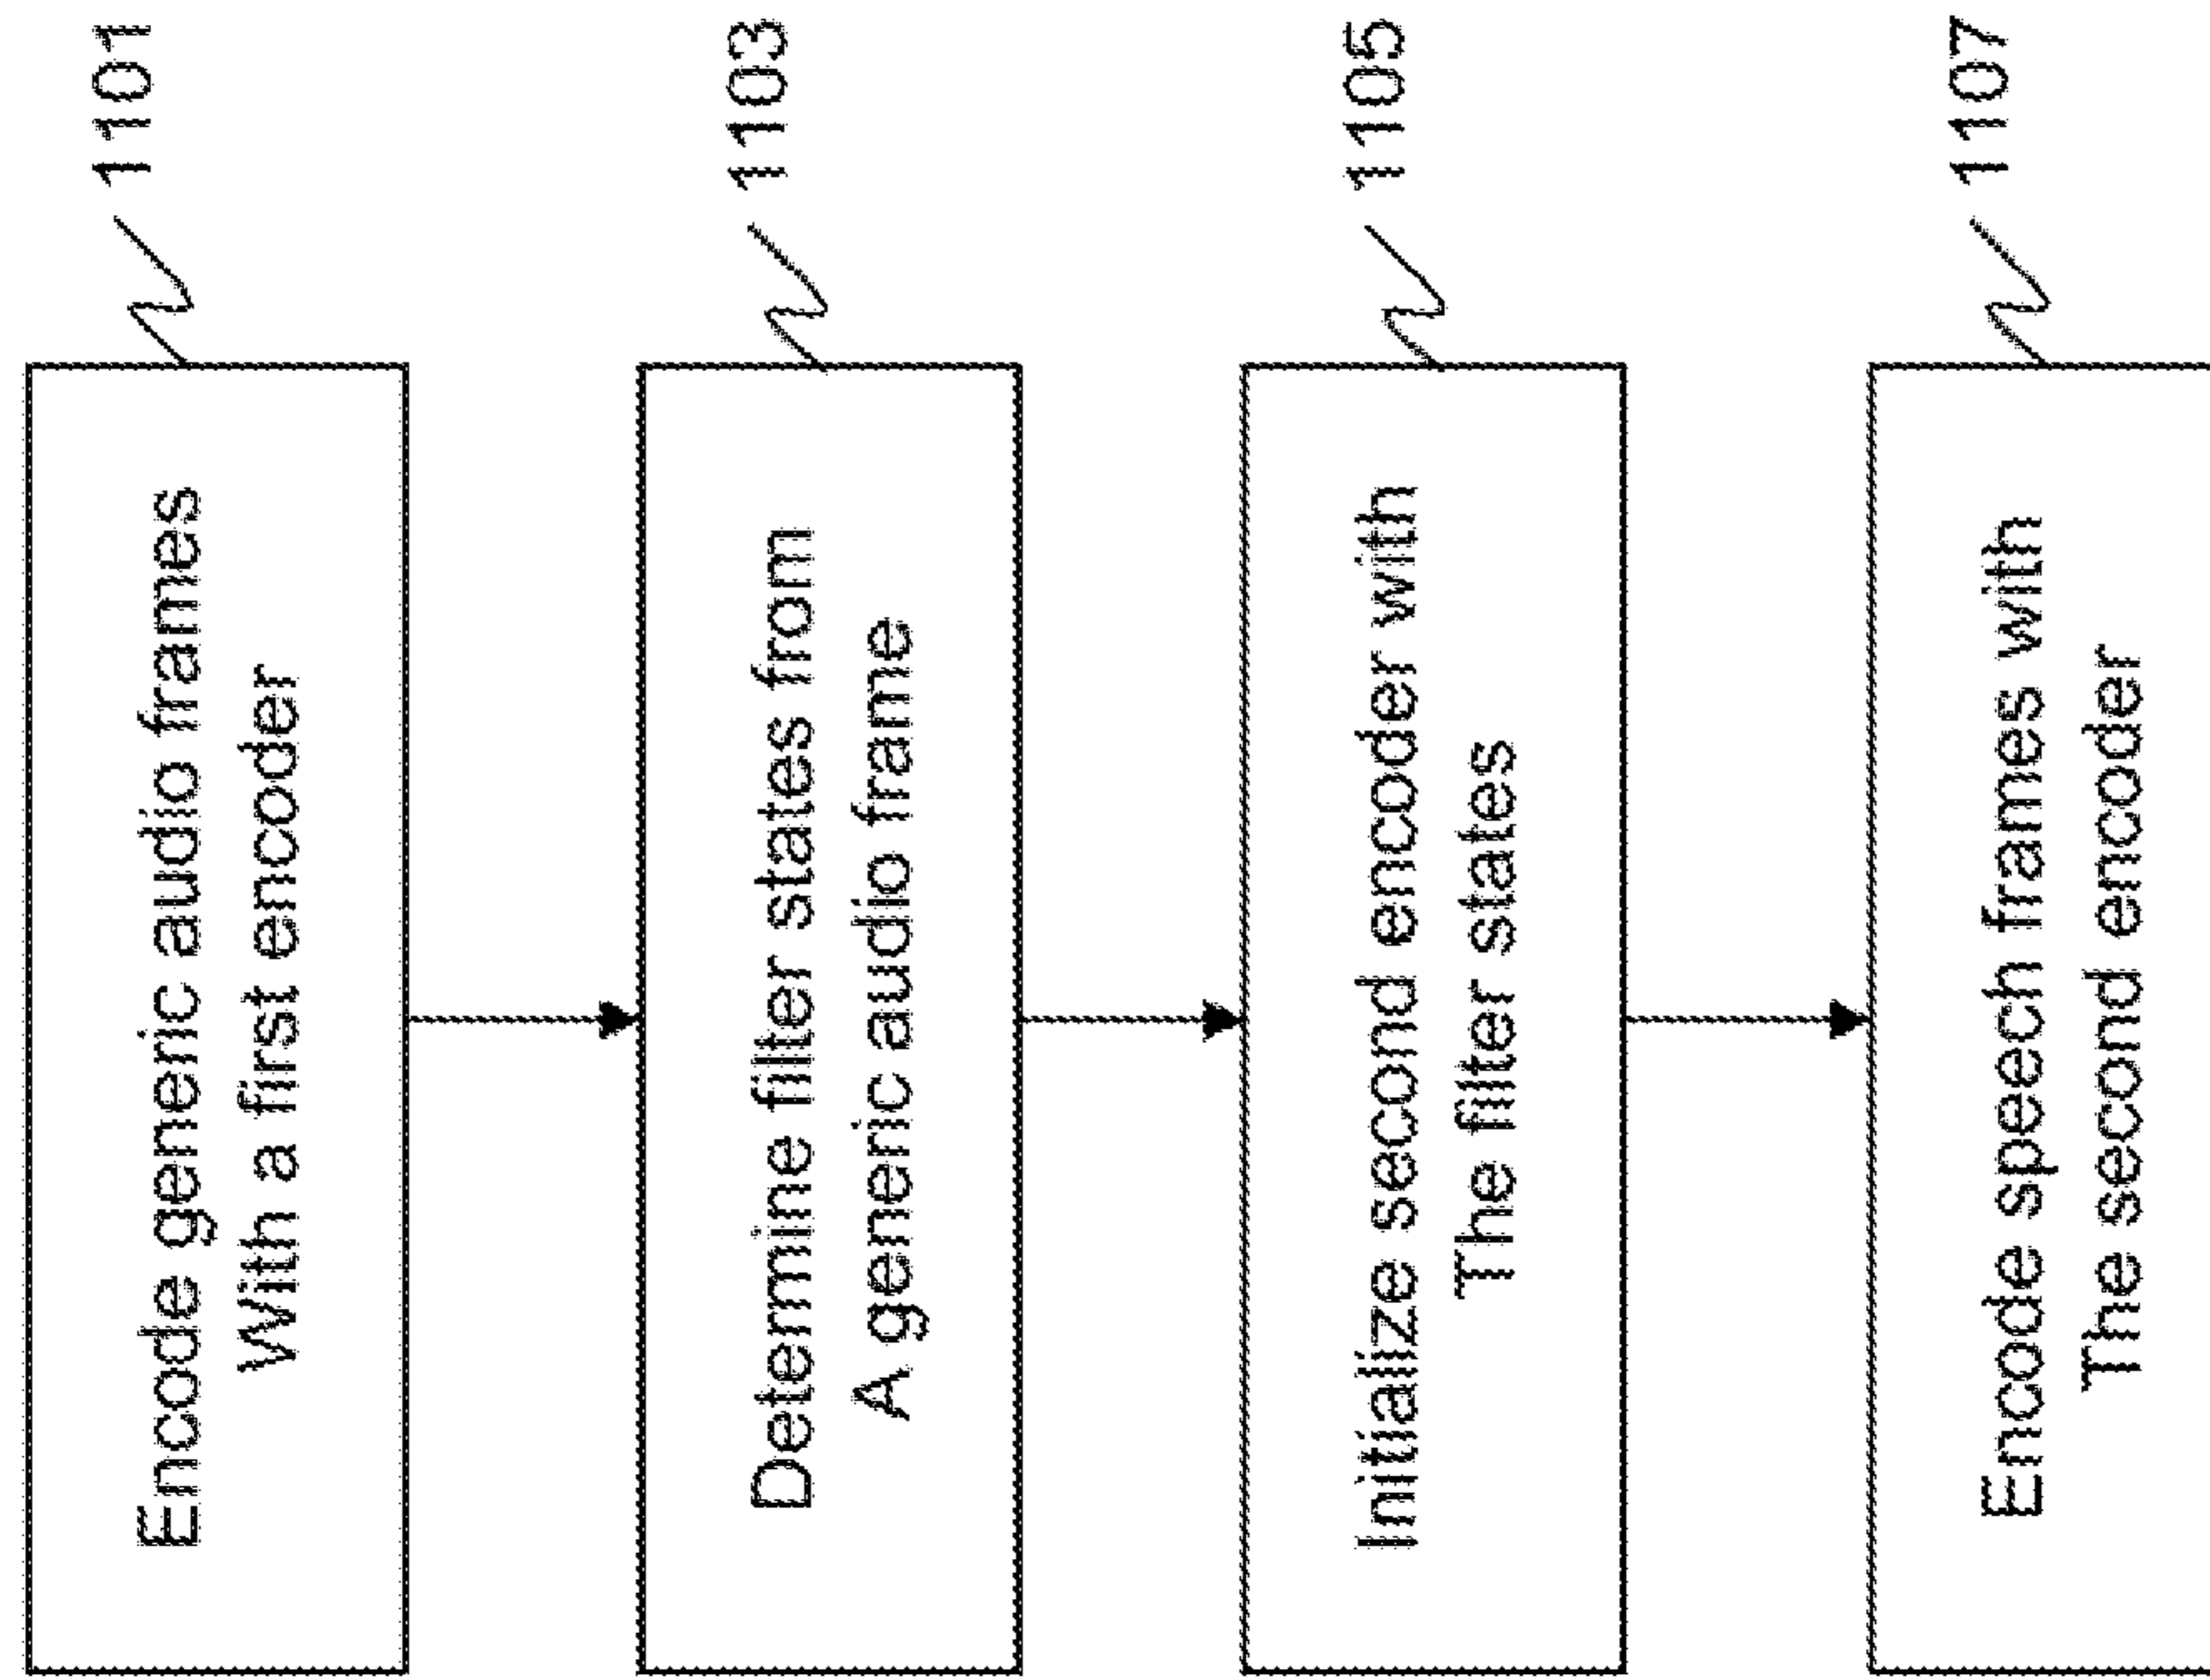 Encode generic audio frames
With a first encoder
1101
Determine filter states from
A generic audio frame
1103
Initialize second encoder with
The filter states
1105
Encode speech frames with
The second encoder
1107